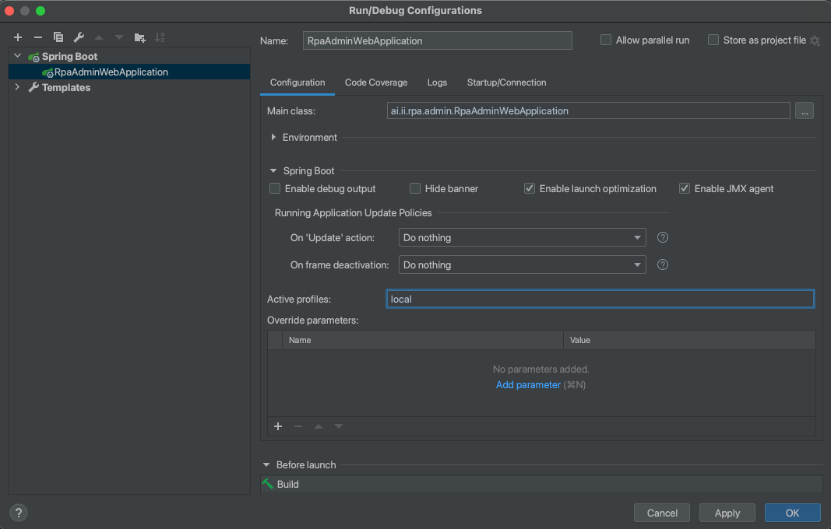 Run/Debug Configurations
Name: RpaAdminWebApplication Allow parallel run Store as project file
Spring Boot
RpaAdminWebApplication
Templates
Configuration Code Coverage Logs Startup/Connection
Main class: ai.ii.rpa.admin.RpaAdminWebApplication ...
Environment
Spring Boot
Enable debug output Hide banner Enable launch optimization Enable JMX agent
Running Application Update Policies
On 'Update' action: Do nothing ?
On frame deactivation: Do nothing ?
Active profiles: local
Override parameters:
Name Value
No parameters added.
Add parameter (⌘N)
Before launch
Build
? Cancel Apply OK